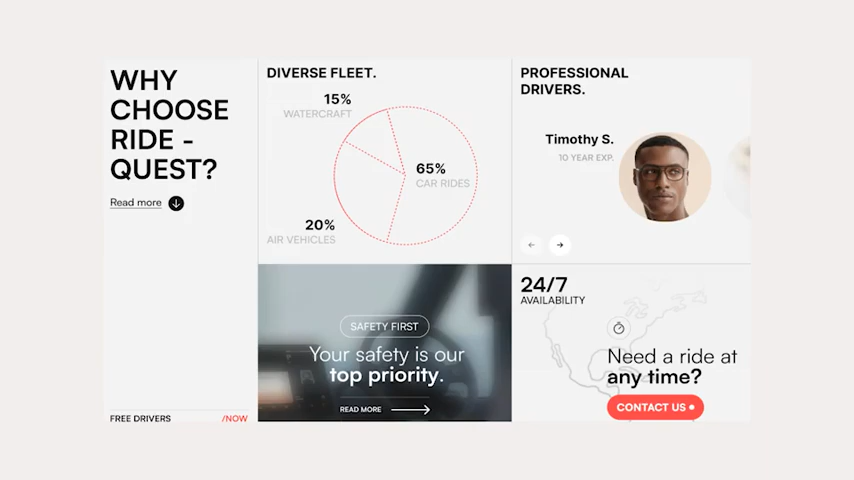 WHY
CHOOSE
RIDE -
QUEST?
Read more
FREE DRIVERS
/NOW
DIVERSE FLEET.
15%
WATERCRAFT
65%
CAR RIDES
20%
AIR VEHICLES
PROFESSIONAL
DRIVERS.
Timothy S.
10 YEAR EXP.
SAFETY FIRST
Your safety is our
top priority.
READ MORE
24/7
AVAILABILITY
Need a ride at
any time?
CONTACT US